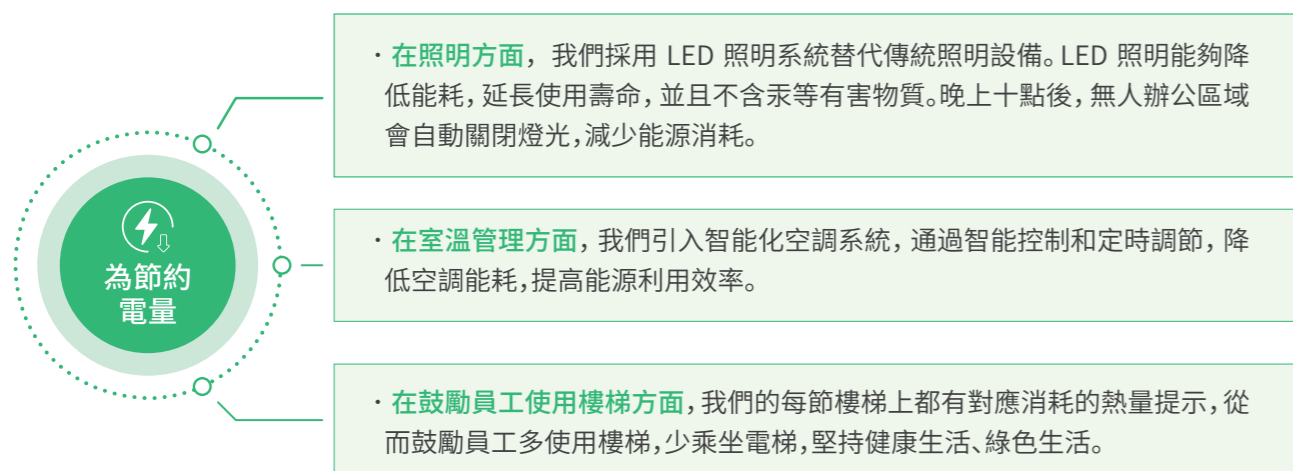 為節約
電量
·在照明方面，我們採用 LED 照明系統替代傳統照明設備。LED 照明能夠降
低能耗，延長使用壽命，並且不含汞等有害物質。晚上十點後，無人辦公區域
會自動關閉燈光，減少能源消耗。
·在室溫管理方面，我們引入智能化空調系統，通過智能控制和定時調節，降
低空調能耗，提高能源利用效率。
·在鼓勵員工使用樓梯方面，我們的每節樓梯上都有對應消耗的熱量提示，從
而鼓勵員工多使用樓梯，少乘坐電梯，堅持健康生活、綠色生活。